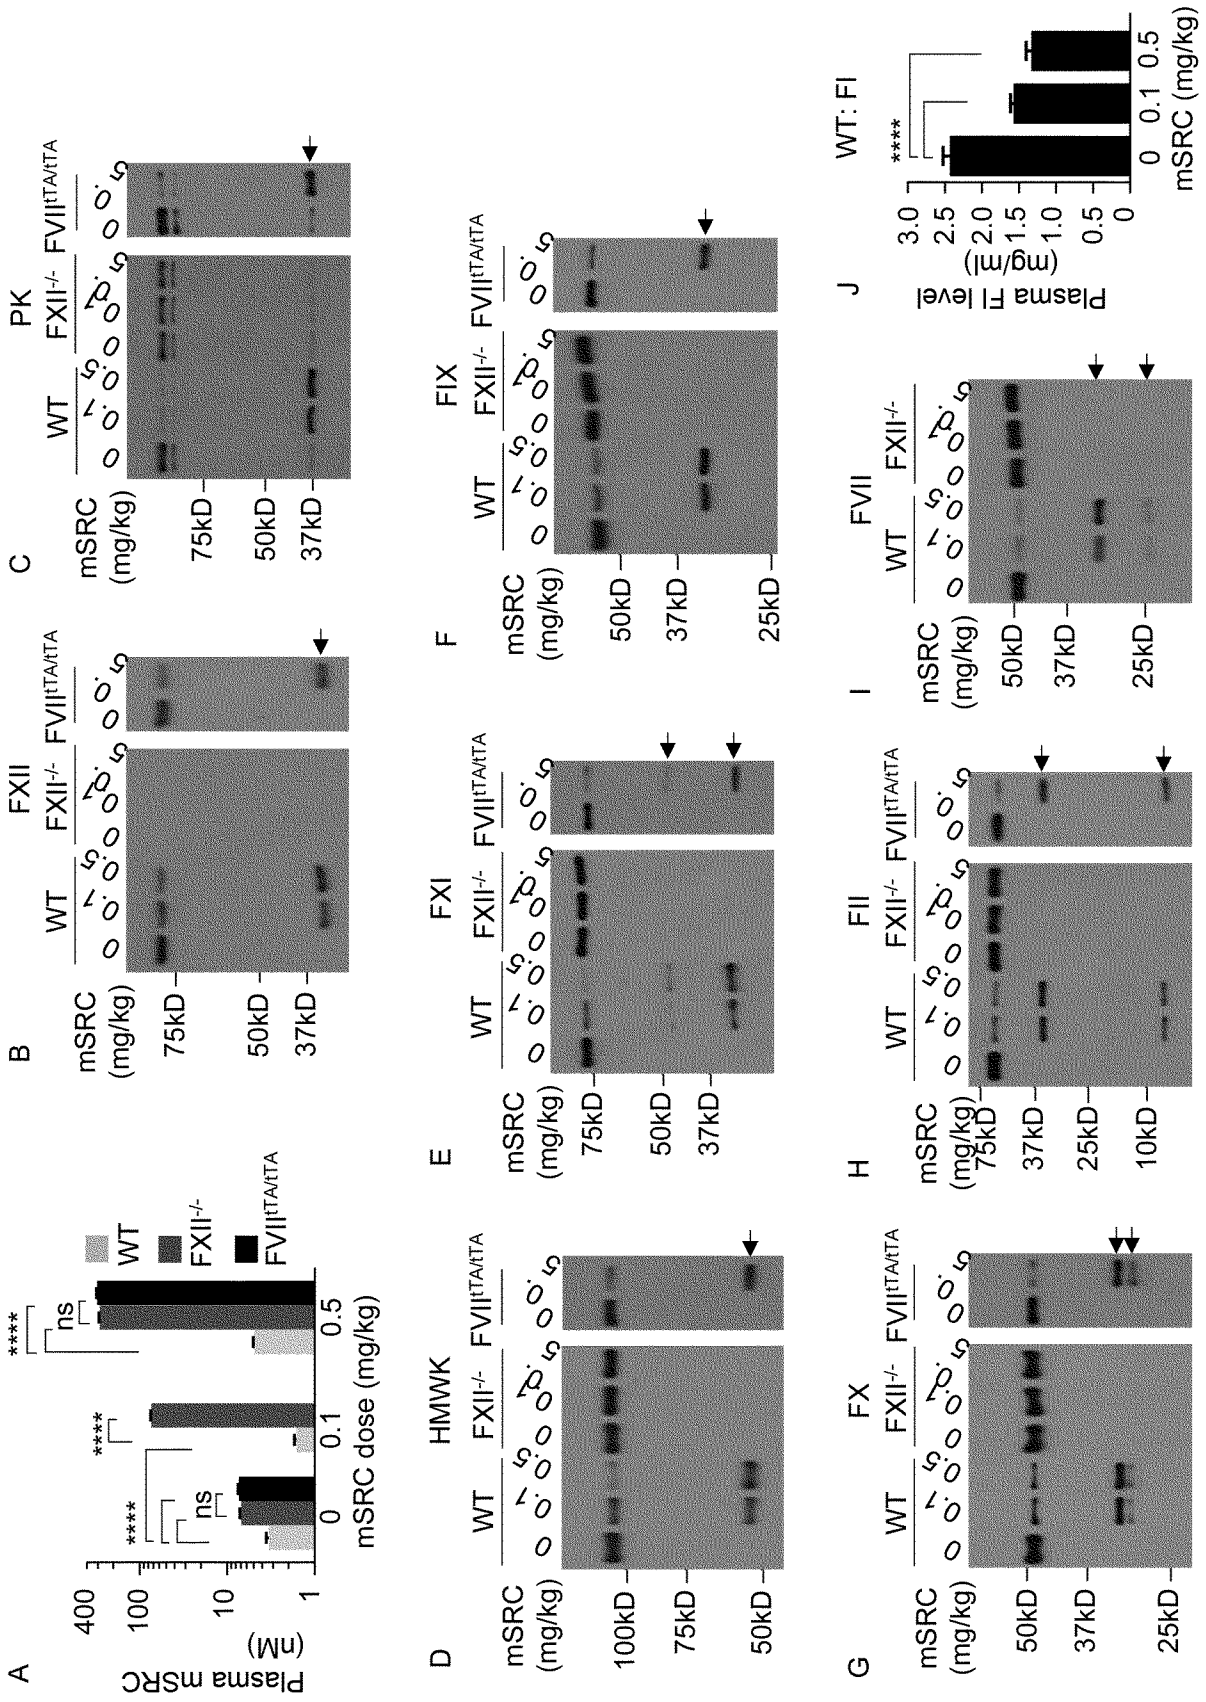 A
Plasma mSRC
(nM)
400
100
10
1
****
****
ns
****
ns
0
0.1
0.5
mSRC dose (mg/kg)
WT
FXII-/-
FVIItTA/tTA
B
FXII
mSRC
(mg/kg)
WT
FXII-/-
FVIItTA/tTA
0
0.1
0.5
0
0.1
5
0
0.
5
75kD
50kD
37kD
C
PK
mSRC
(mg/kg)
WT
FXII-/-
FVIItTA/tTA
0
0.1
0.5
0
0.1
5
0
0.
5
75kD
50kD
37kD
D
HMWK
mSRC
(mg/kg)
WT
FXII-/-
FVIItTA/tTA
0
0.1
0.5
0
0.1
5
0
0.
5
100kD
75kD
50kD
E
FXI
mSRC
(mg/kg)
WT
FXII-/-
FVIItTA/tTA
0
0.1
0.5
0
0.1
5
0
0.
5
75kD
50kD
37kD
F
FIX
mSRC
(mg/kg)
WT
FXII-/-
FVIItTA/tTA
0
0.1
0.5
0
0.1
5
0
0.
5
50kD
37kD
25kD
G
FX
mSRC
(mg/kg)
WT
FXII-/-
FVIItTA/tTA
0
0.1
0.5
0
0.1
5
0
0.
5
50kD
37kD
25kD
H
FII
mSRC
(mg/kg)
WT
FXII-/-
FVIItTA/tTA
0
0.1
0.5
0
0.1
5
0
0.
5
75kD
37kD
25kD
10kD
I
FVII
mSRC
(mg/kg)
WT
FXII-/-
0
0.1
0.5
0
0.1
5
50kD
37kD
25kD
J
WT: FI
Plasma FI level
(mg/ml)
3.0
2.5
2.0
1.5
1.0
0.5
0
****
0
0.1
0.5
mSRC (mg/kg)